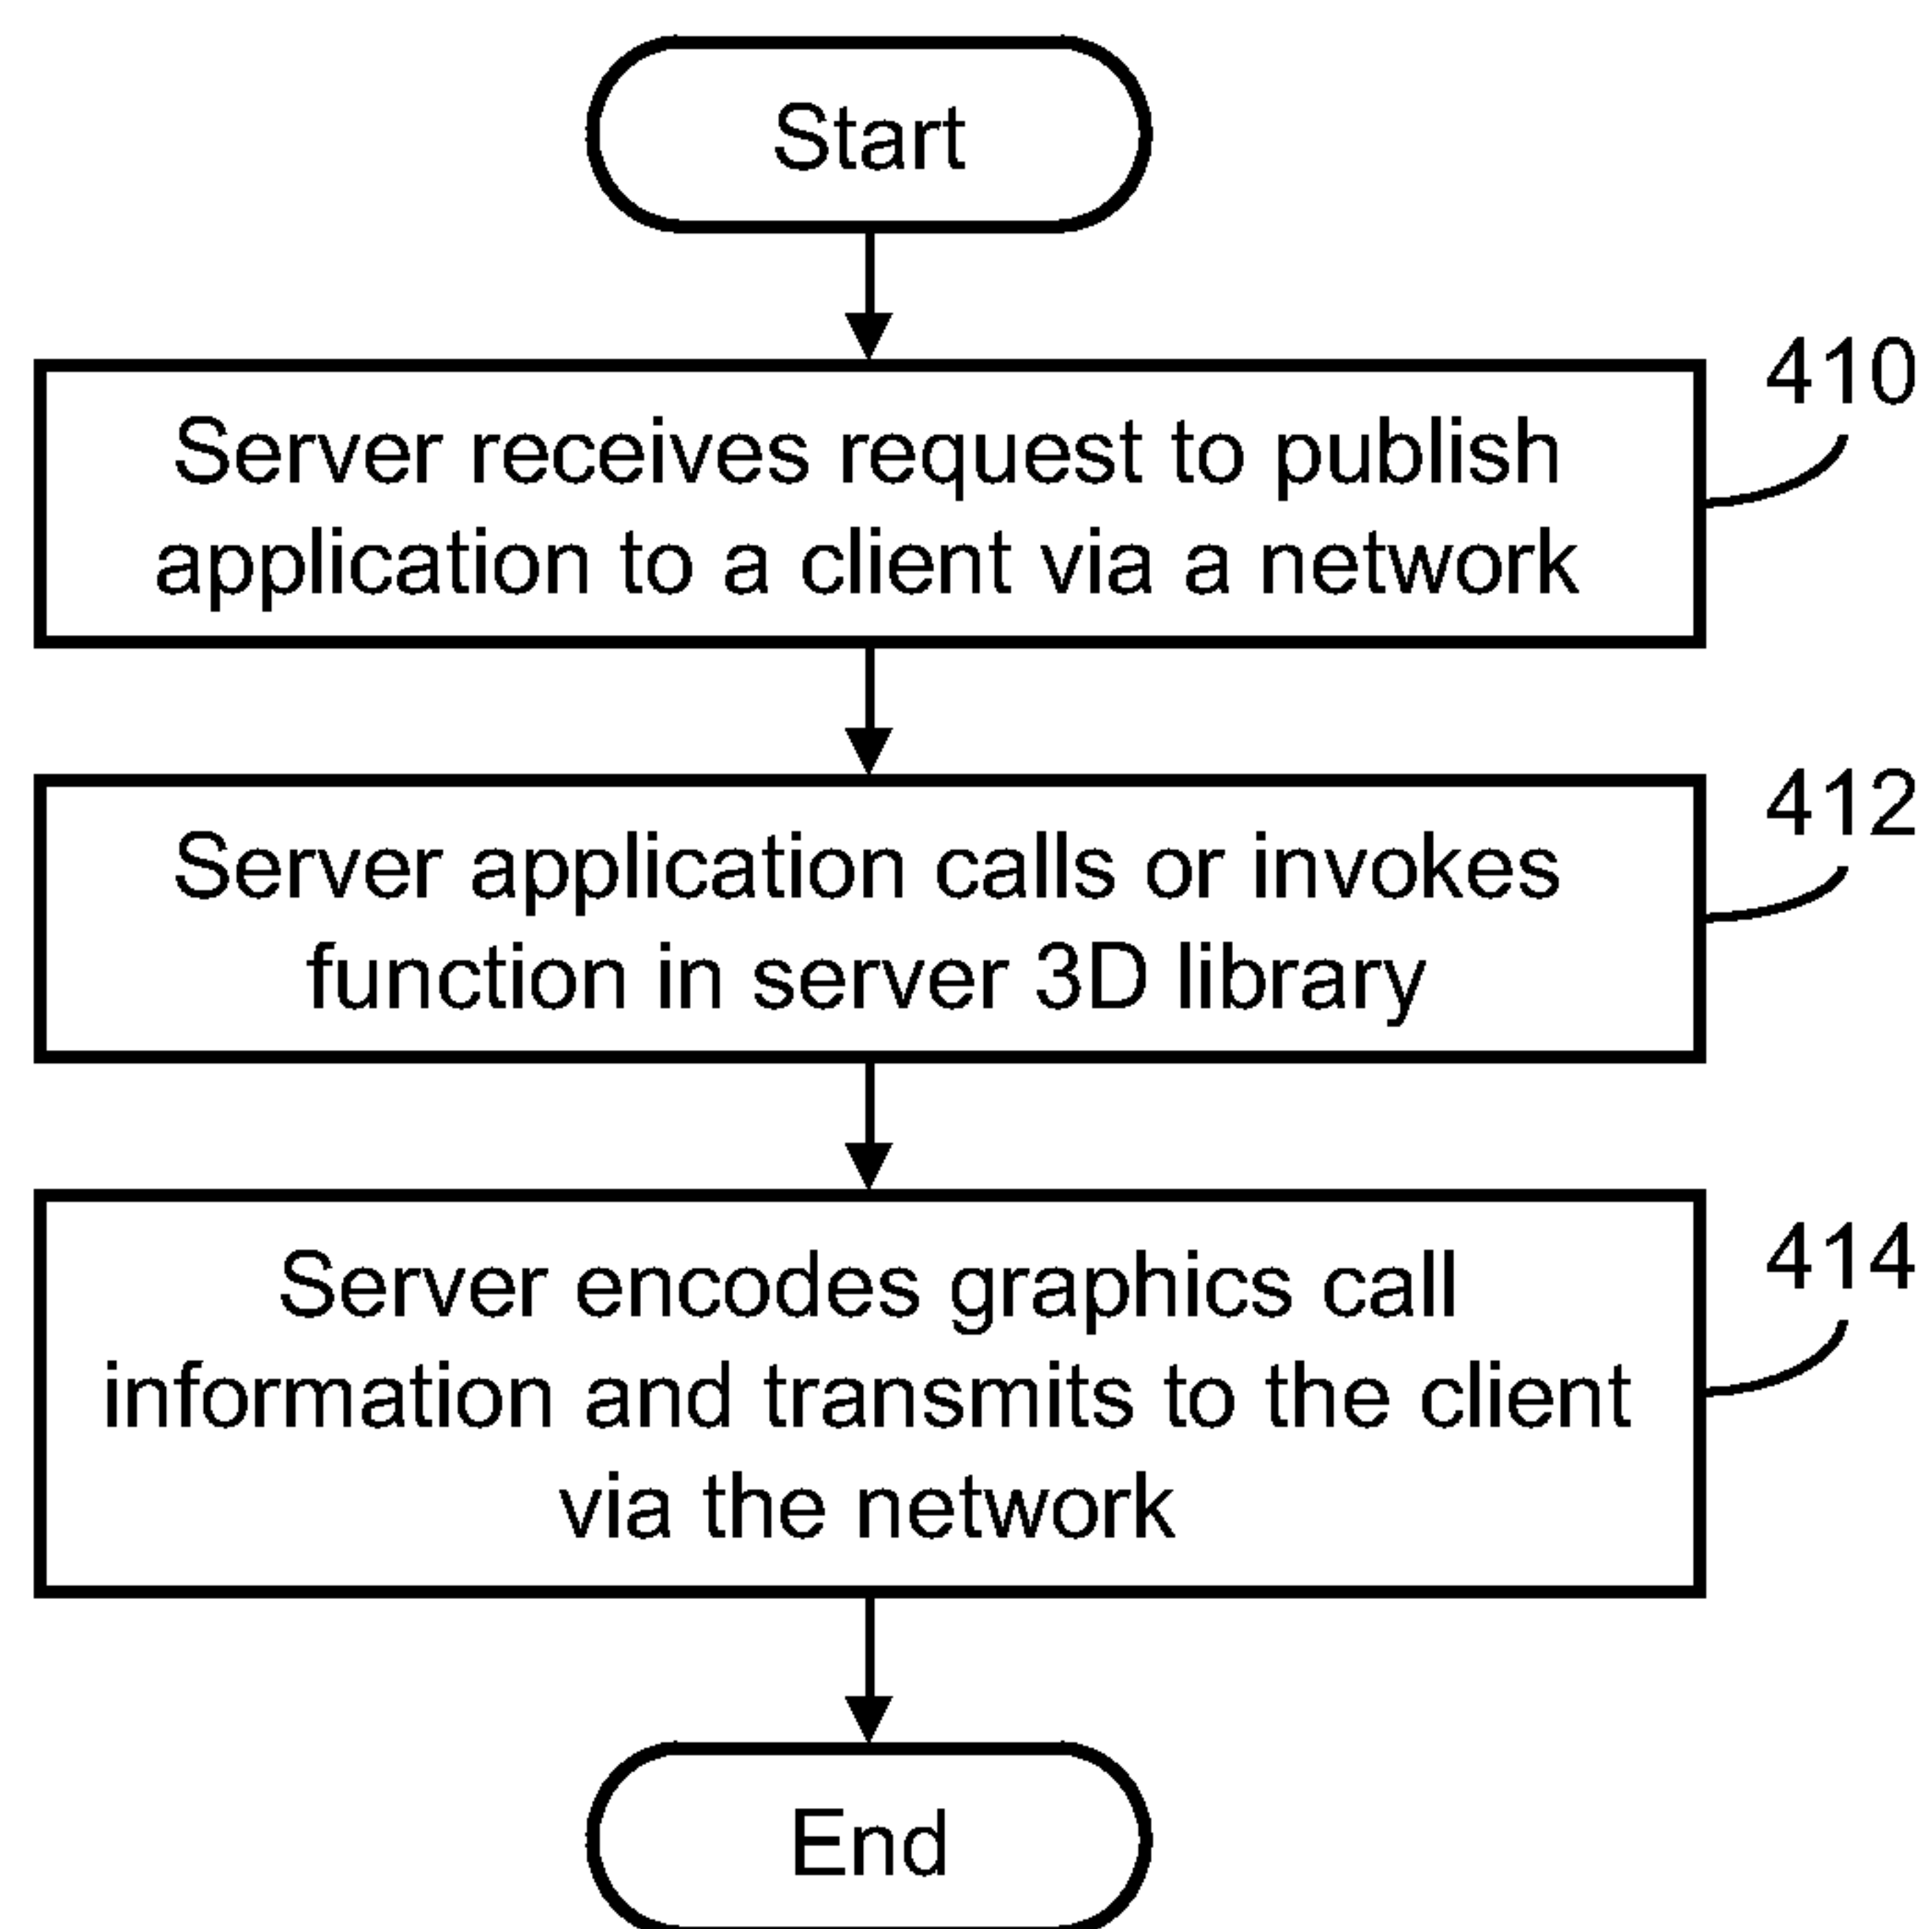 Start
410
Server receives request to publish
application to a client via a network
412
Server application calls or invokes
function in server 3D library
414
Server encodes graphics call
information and transmits to the client
via the network
End